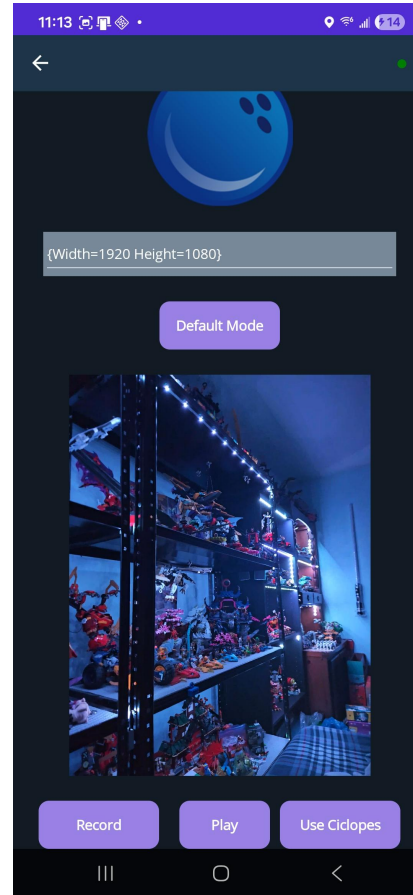 11:13
14
{Width=1920 Height=1080}
Default Mode
Record
Play
Use Ciclopes